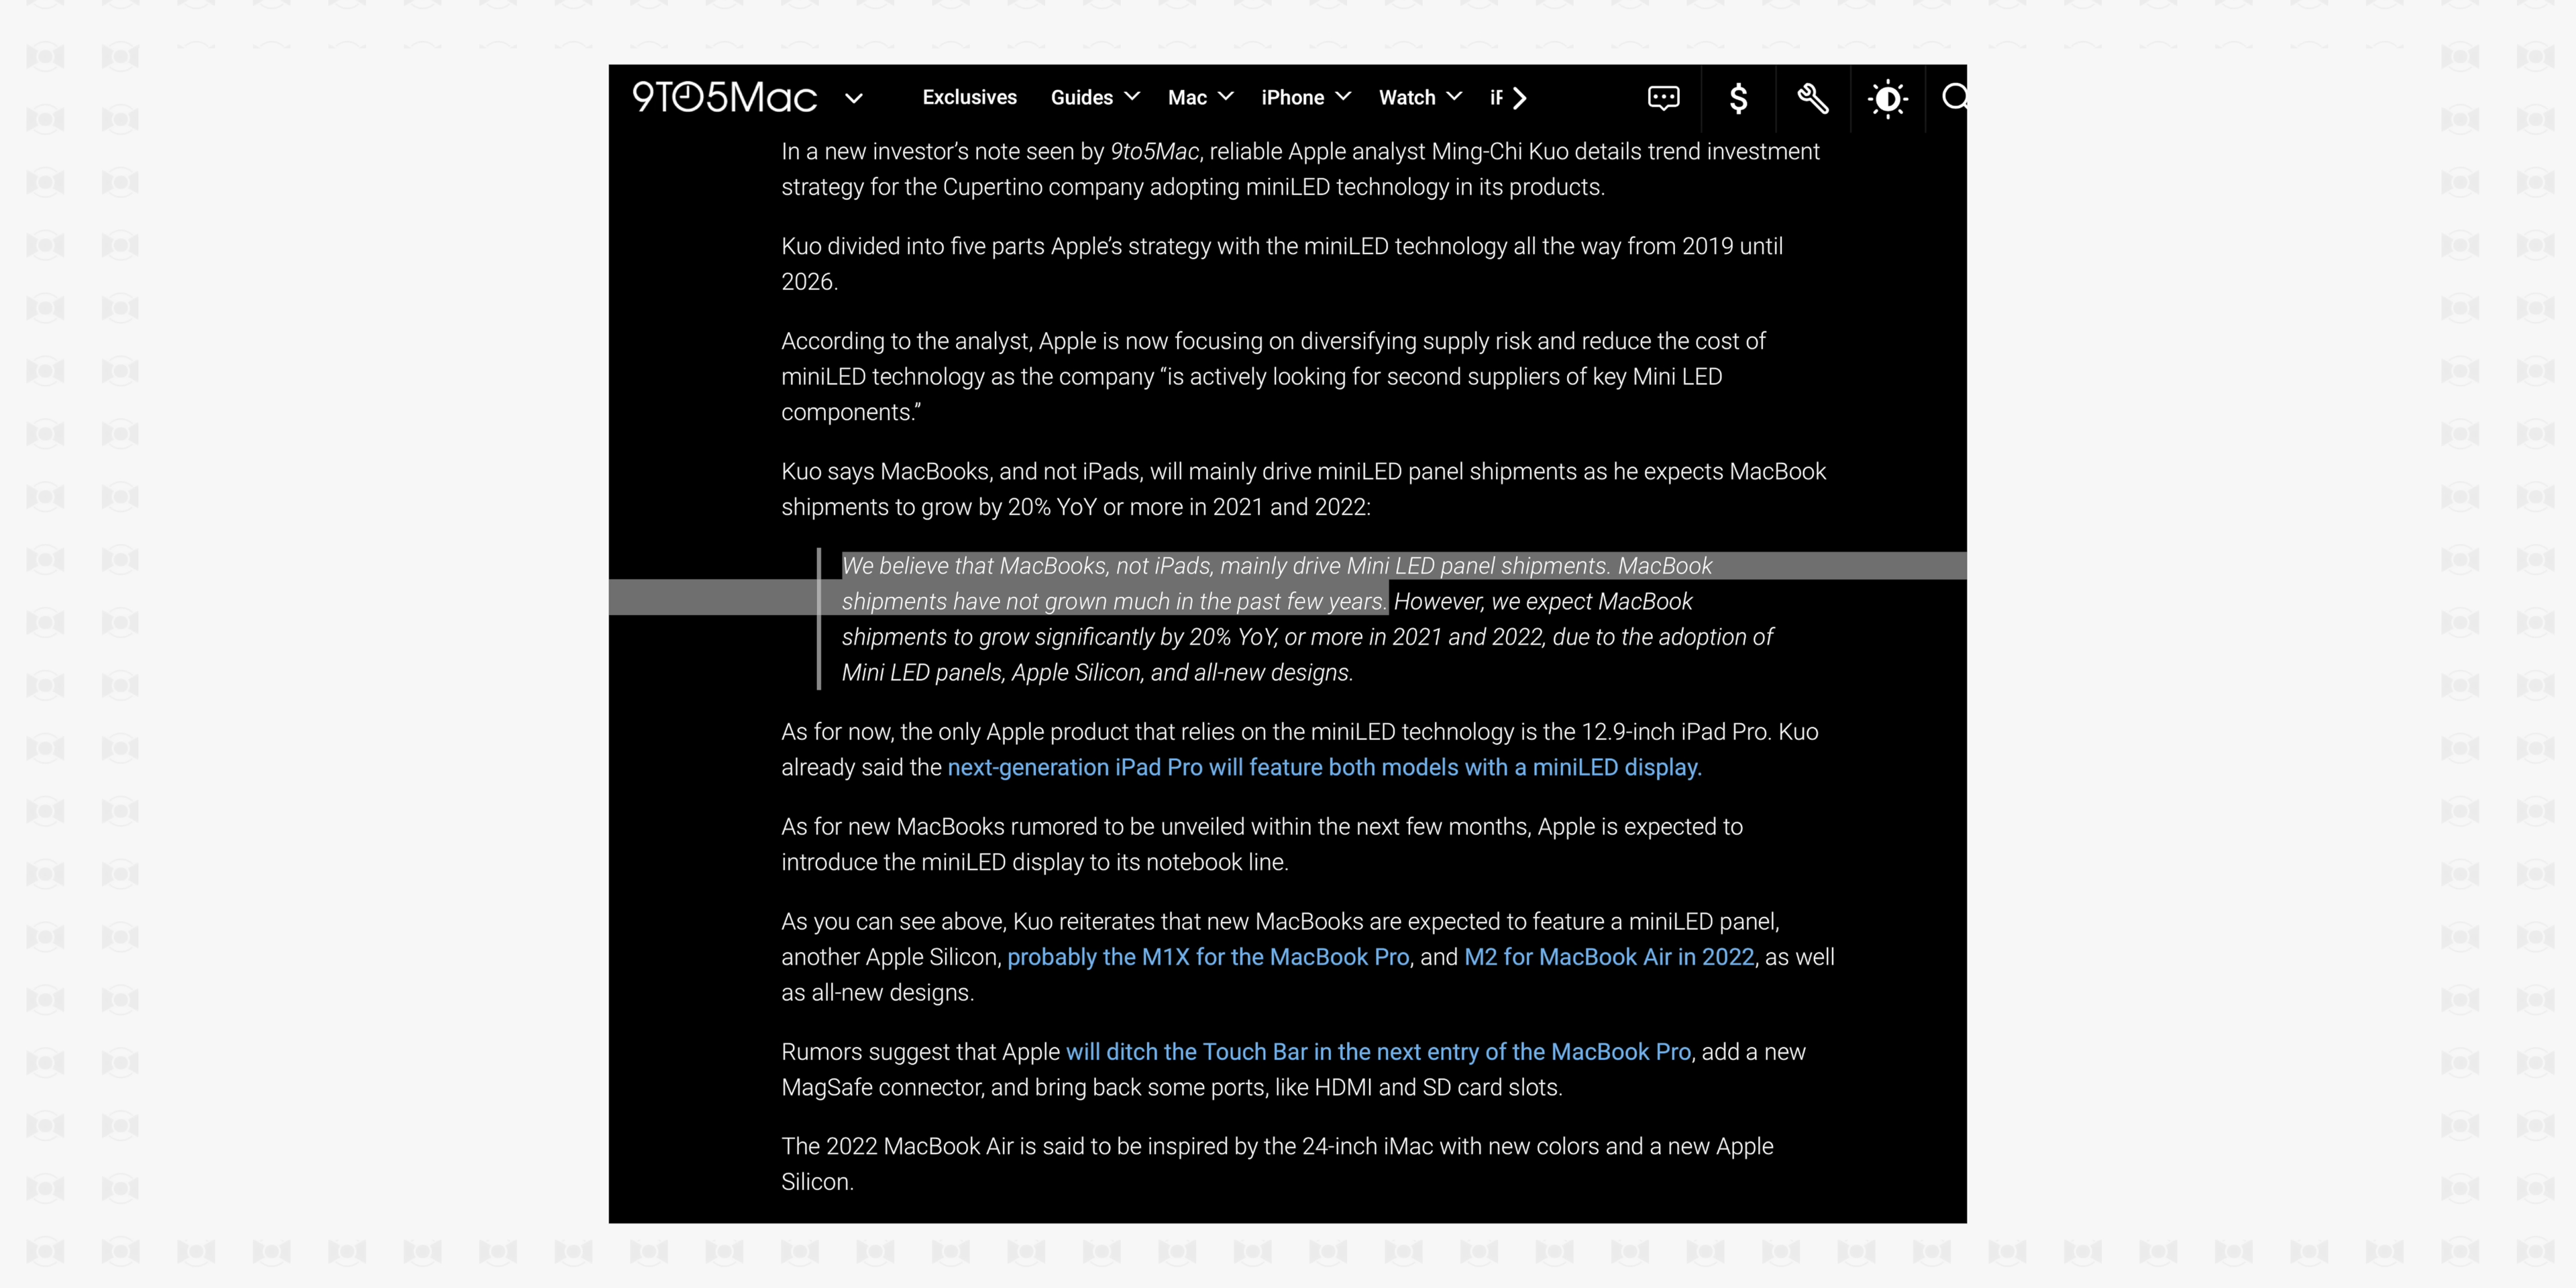 9TO5Mac
Exclusives Guides Mac iPhone Watch iP
In a new investor’s note seen by 9to5Mac, reliable Apple analyst Ming-Chi Kuo details trend investment
strategy for the Cupertino company adopting miniLED technology in its products.
Kuo divided into five parts Apple’s strategy with the miniLED technology all the way from 2019 until
2026.
According to the analyst, Apple is now focusing on diversifying supply risk and reduce the cost of
miniLED technology as the company “is actively looking for second suppliers of key Mini LED
components.”
Kuo says MacBooks, and not iPads, will mainly drive miniLED panel shipments as he expects MacBook
shipments to grow by 20% YoY or more in 2021 and 2022:
We believe that MacBooks, not iPads, mainly drive Mini LED panel shipments. MacBook
shipments have not grown much in the past few years. However, we expect MacBook
shipments to grow significantly by 20% YoY, or more in 2021 and 2022, due to the adoption of
Mini LED panels, Apple Silicon, and all-new designs.
As for now, the only Apple product that relies on the miniLED technology is the 12.9-inch iPad Pro. Kuo
already said the next-generation iPad Pro will feature both models with a miniLED display.
As for new MacBooks rumored to be unveiled within the next few months, Apple is expected to
introduce the miniLED display to its notebook line.
As you can see above, Kuo reiterates that new MacBooks are expected to feature a miniLED panel,
another Apple Silicon, probably the M1X for the MacBook Pro, and M2 for MacBook Air in 2022, as well
as all-new designs.
Rumors suggest that Apple will ditch the Touch Bar in the next entry of the MacBook Pro, add a new
MagSafe connector, and bring back some ports, like HDMI and SD card slots.
The 2022 MacBook Air is said to be inspired by the 24-inch iMac with new colors and a new Apple
Silicon.